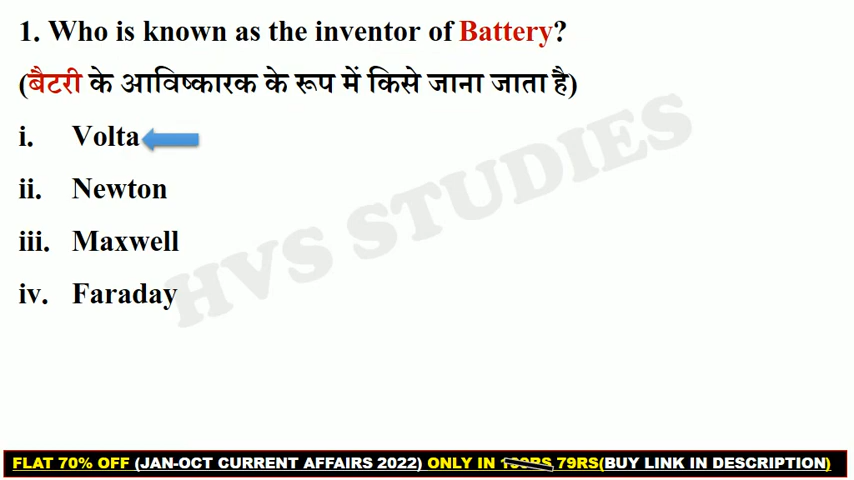 1. Who is known as the inventor of Battery?
(बैटरी के आविष्कारक के रूप में किसे जाना जाता है)
i. Volta
ii. Newton
iii. Maxwell
iv. Faraday
HVS STUDIES
FLAT 70% OFF (JAN-OCT CURRENT AFFAIRS 2022) ONLY IN 79RS(BUY LINK IN DESCRIPTION)